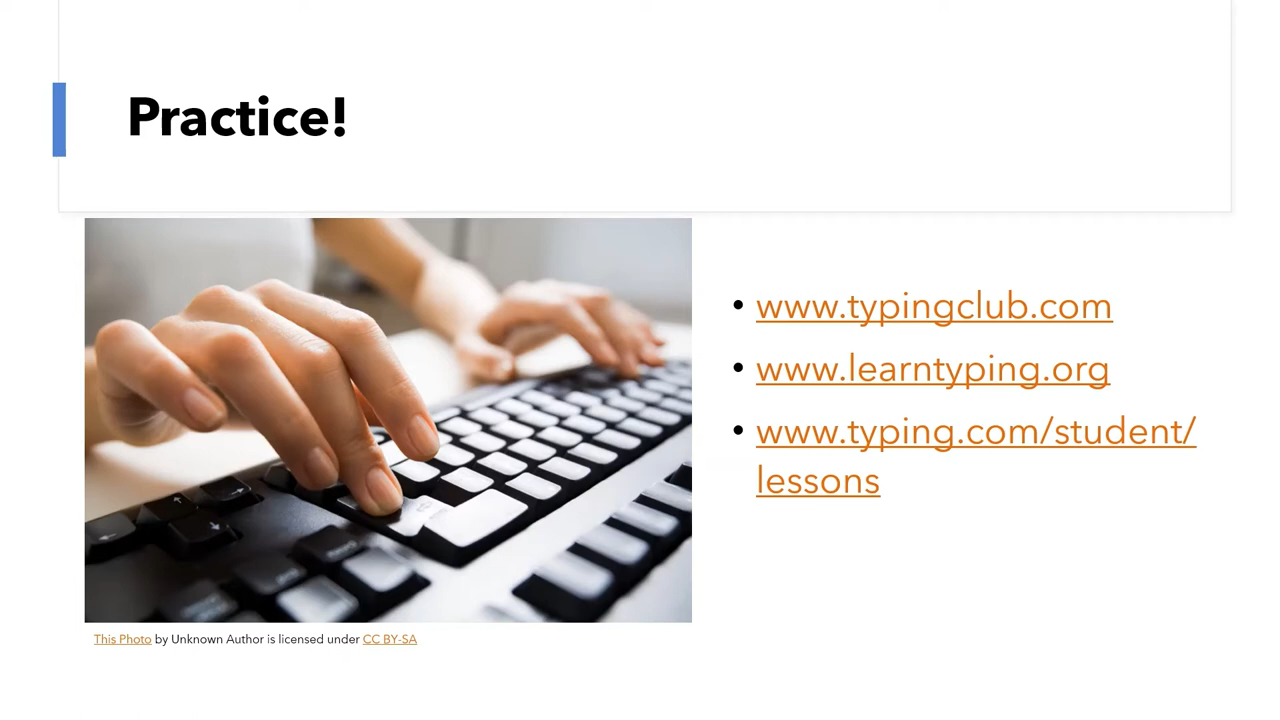 Practice!
www.typingclub.com
www.learntyping.org
www.typing.com/student/
lessons
This Photo by Unknown Author is licensed under CC BY-SA